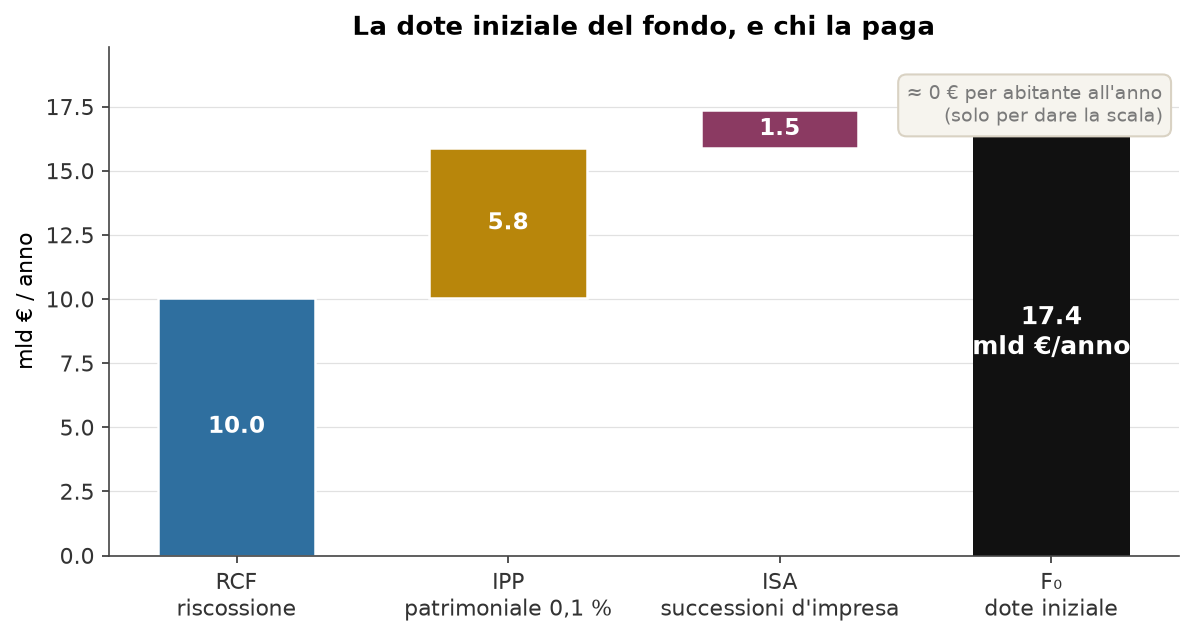 La dote iniziale del fondo, e chi la paga
≈ 0 € per abitante all'anno
(solo per dare la scala)
mld € / anno
17.5
15.0
12.5
10.0
7.5
5.0
2.5
0.0
10.0
5.8
1.5
17.4
mld €/anno
RCF
riscossione
IPP
patrimoniale 0,1 %
ISA
successioni d'impresa
F₀
dote iniziale